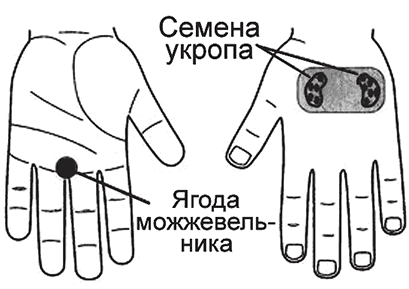 Семена
укропа
Ягода
можжевель-
ника